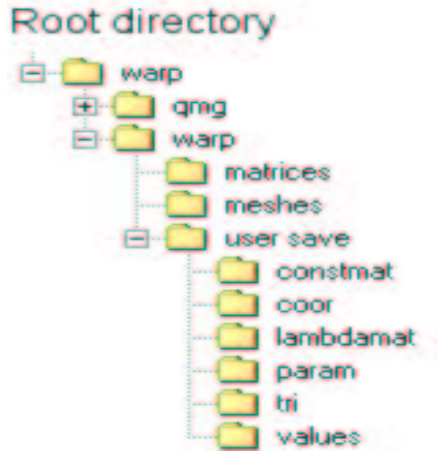 Root directory
warp
qmg
warp
matrices
meshes
user save
constmat
coor
lambdamat
param
tri
values